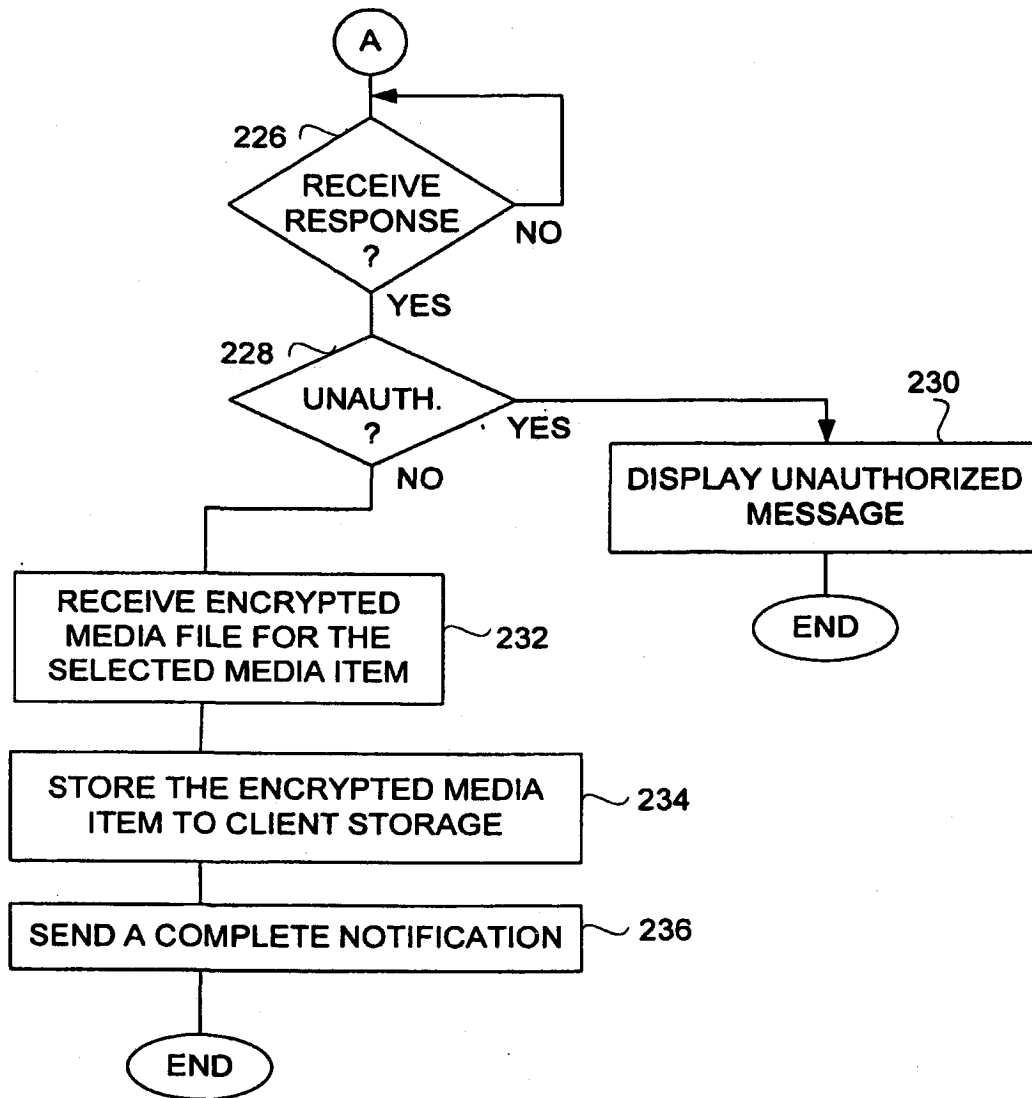 A
226
RECEIVE
RESPONSE
?
NO
YES
228
UNAUTH.
?
YES
NO
230
DISPLAY UNAUTHORIZED
MESSAGE
END
RECEIVE ENCRYPTED
MEDIA FILE FOR THE
SELECTED MEDIA ITEM
232
STORE THE ENCRYPTED MEDIA
ITEM TO CLIENT STORAGE
234
SEND A COMPLETE NOTIFICATION
236
END